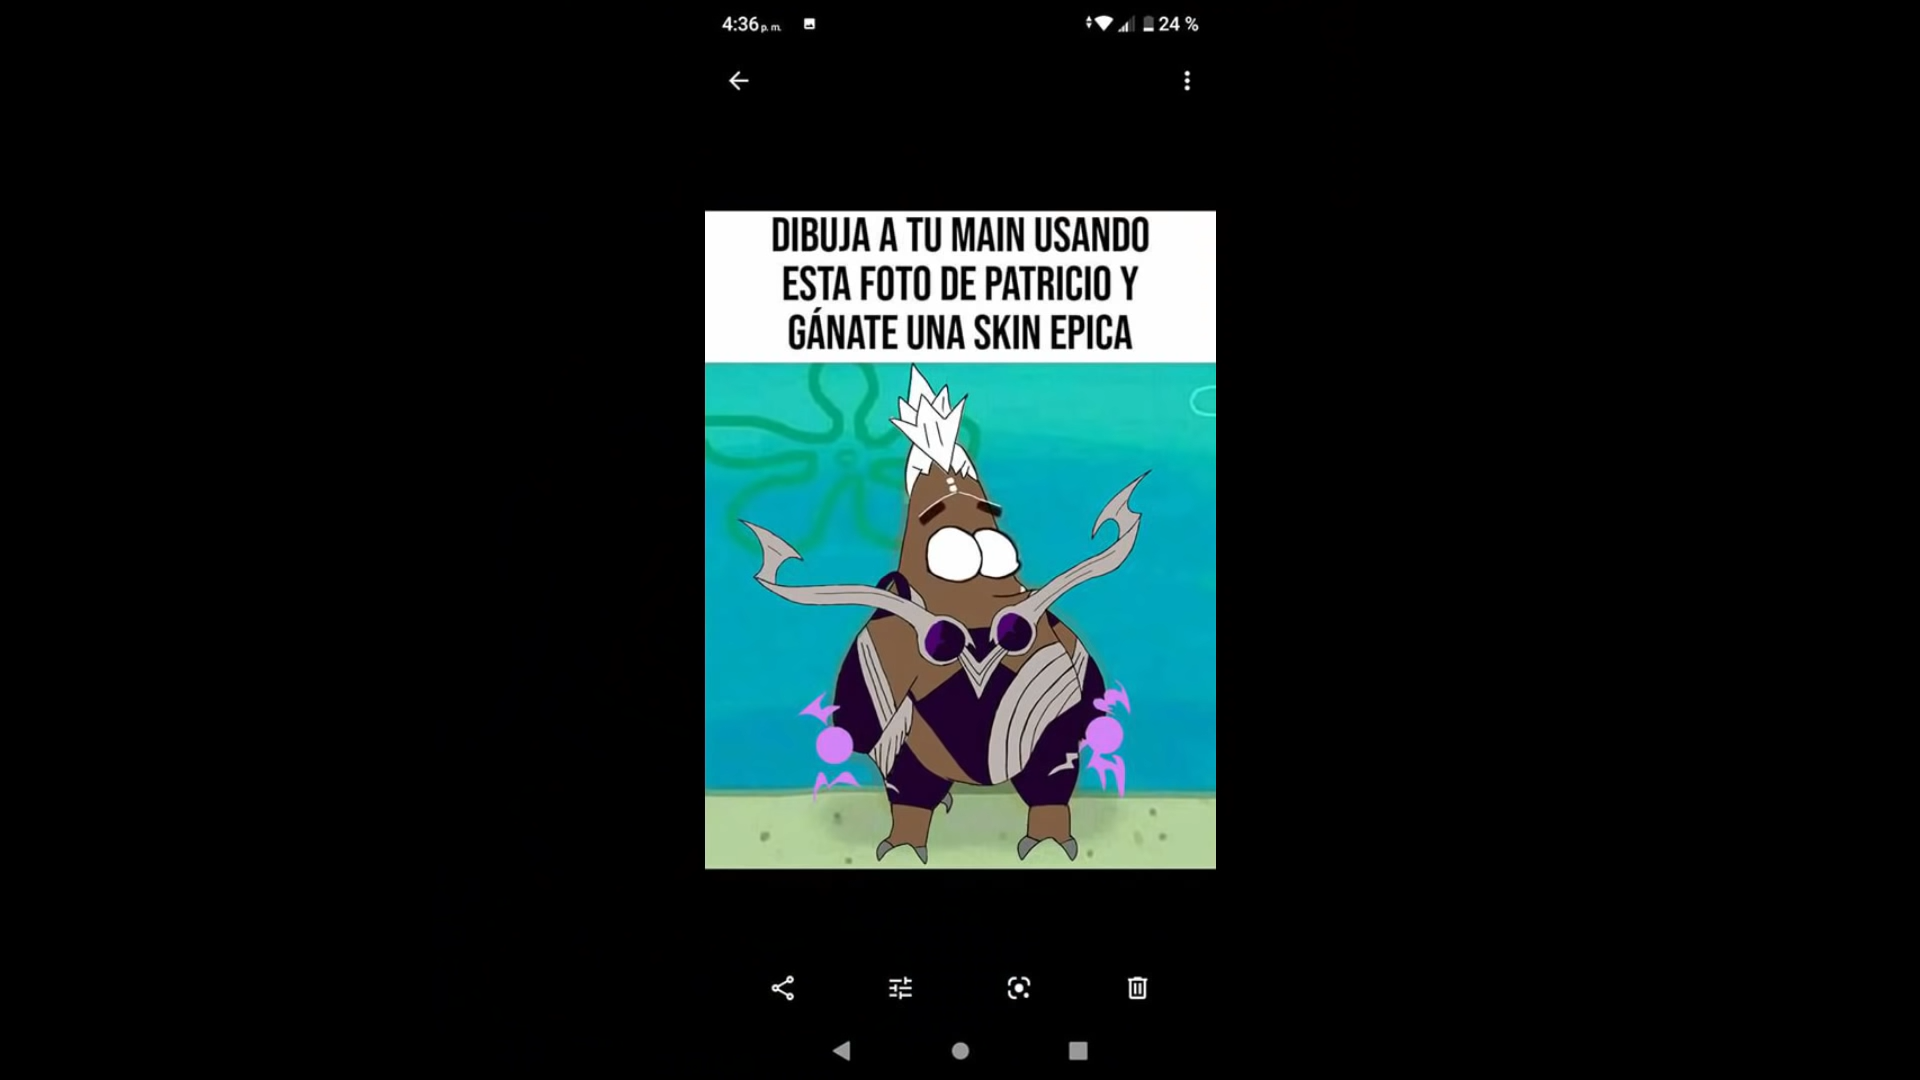 4:36 p. m.
24 %
DIBUJA A TU MAIN USANDO
ESTA FOTO DE PATRICIO Y
GÁNATE UNA SKIN EPICA